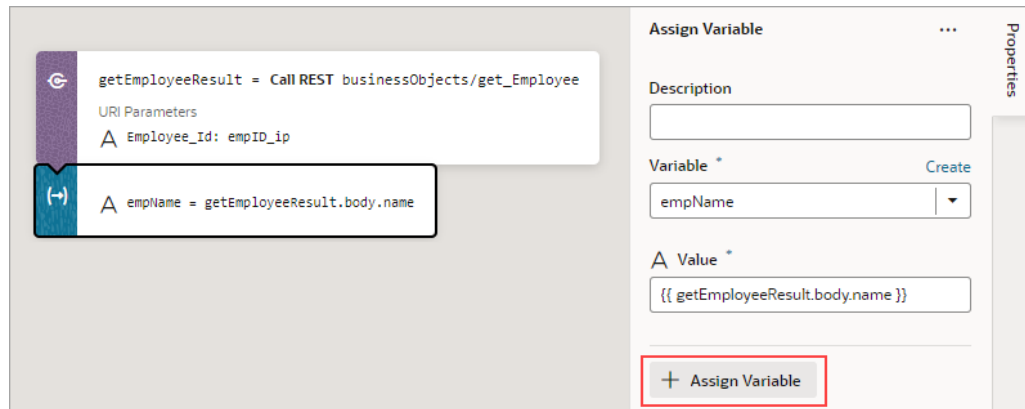 getEmployeeResult = Call REST businessObjects/get_Employee
URI Parameters
A Employee_Id: empID_ip
(→) A empName = getEmployeeResult.body.name
Assign Variable ...
Description
Variable * Create
empName
A Value *
{{ getEmployeeResult.body.name }}
+ Assign Variable
Properties